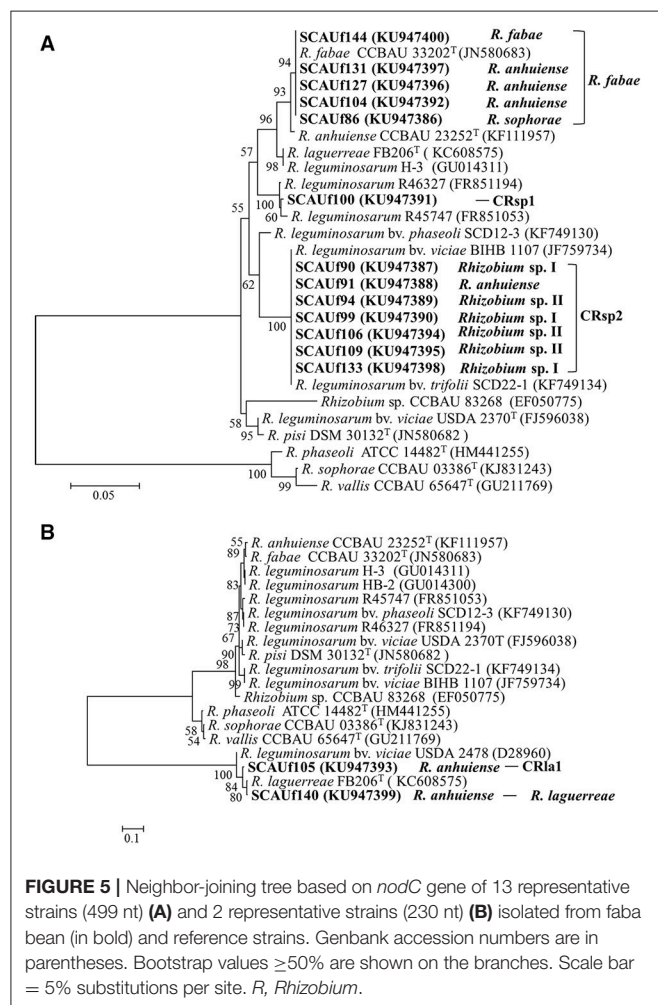 A
SCAUf144 (KU947400) R. fabae
R. fabae CCBAU 33202T (JN580683)
SCAUf131 (KU947397) R. anhuiense
SCAUf127 (KU947396) R. anhuiense
SCAUf104 (KU947392) R. anhuiense
SCAUf86 (KU947386) R. sophorae
R. fabae
R. anhuiense CCBAU 23252T (KF111957)
R. laguerreae FB206T ( KC608575)
R. leguminosarum H-3 (GU014311)
R. leguminosarum R46327 (FR851194)
SCAUf100 (KU947391) — CRsp1
R. leguminosarum R45747 (FR851053)
R. leguminosarum bv. phaseoli SCD12-3 (KF749130)
R. leguminosarum bv. viciae BIHB 1107 (JF759734)
SCAUf90 (KU947387) Rhizobium sp. I
SCAUf91 (KU947388) R. anhuiense
SCAUf94 (KU947389) Rhizobium sp. II
SCAUf99 (KU947390) Rhizobium sp. I
SCAUf106 (KU947394) Rhizobium sp. II
SCAUf109 (KU947395) Rhizobium sp. II
SCAUf133 (KU947398) Rhizobium sp. I
CRsp2
R. leguminosarum bv. trifolii SCD22-1 (KF749134)
Rhizobium sp. CCBAU 83268 (EF050775)
R. leguminosarum bv. viciae USDA 2370T (FJ596038)
R. pisi DSM 30132T (JN580682 )
R. phaseoli ATCC 14482T (HM441255)
R. sophorae CCBAU 03386T (KJ831243)
R. vallis CCBAU 65647T (GU211769)
94
93
96
57
98
55
100
60
62
100
58
95
100
99
0.05
B
R. anhuiense CCBAU 23252T (KF111957)
R. fabae CCBAU 33202T (JN580683)
R. leguminosarum H-3 (GU014311)
R. leguminosarum HB-2 (GU014300)
R. leguminosarum R45747 (FR851053)
R. leguminosarum bv. phaseoli SCD12-3 (KF749130)
R. leguminosarum R46327 (FR851194)
R. leguminosarum bv. viciae USDA 2370T (FJ596038)
R. pisi DSM 30132T (JN580682 )
R. leguminosarum bv. trifolii SCD22-1 (KF749134)
R. leguminosarum bv. viciae BIHB 1107 (JF759734)
Rhizobium sp. CCBAU 83268 (EF050775)
R. phaseoli ATCC 14482T (HM441255)
R. sophorae CCBAU 03386T (KJ831243)
R. vallis CCBAU 65647T (GU211769)
R. leguminosarum bv. viciae USDA 2478 (D28960)
SCAUf105 (KU947393) R. anhuiense — CRla1
R. laguerreae FB206T ( KC608575)
SCAUf140 (KU947399) R. anhuiense — R. laguerreae
55
89
83
87
73
67
90
98
99
58
54
100
84
80
0.1
FIGURE 5 | Neighbor-joining tree based on nodC gene of 13 representative
strains (499 nt) (A) and 2 representative strains (230 nt) (B) isolated from faba
bean (in bold) and reference strains. Genbank accession numbers are in
parentheses. Bootstrap values ≥50% are shown on the branches. Scale bar
= 5% substitutions per site. R, Rhizobium.